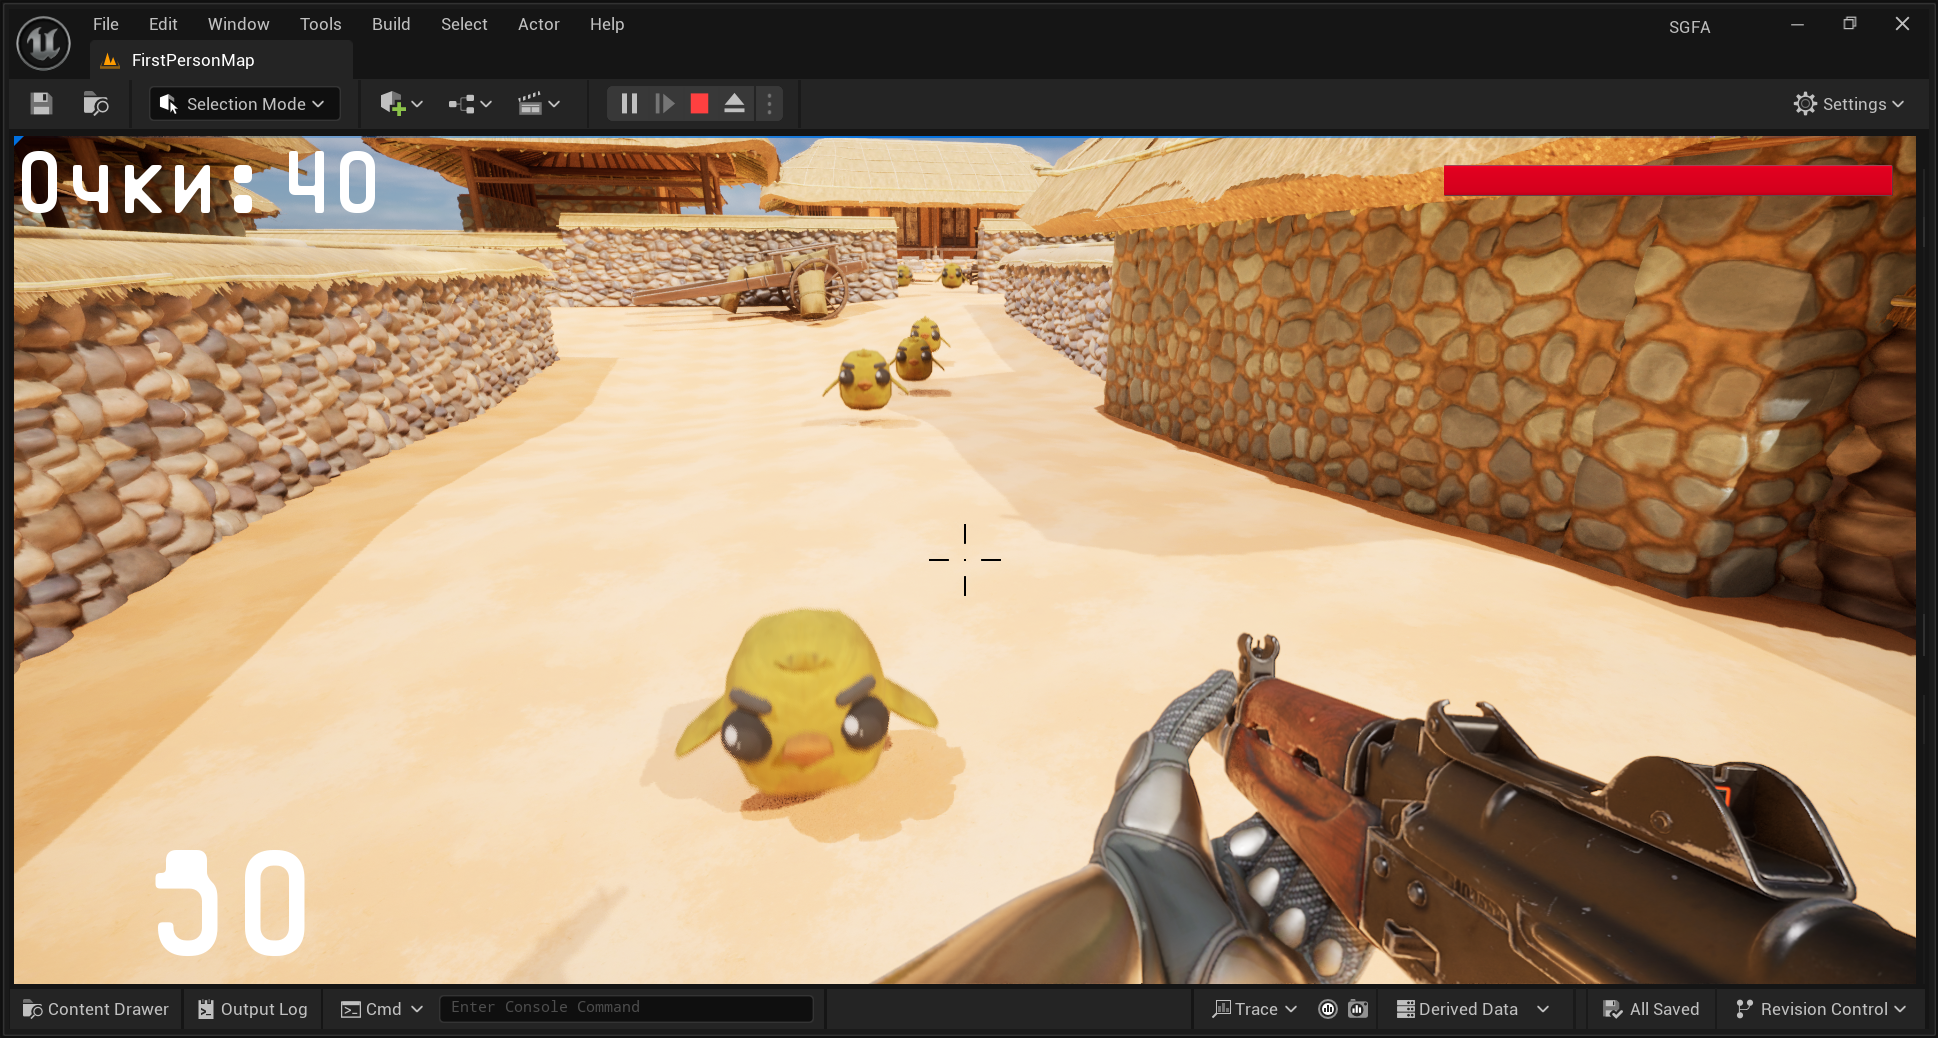 File Edit Window Tools Build Select Actor Help
SGFA
FirstPersonMap
Selection Mode
Settings
Очки: 40
30
Content Drawer
Output Log
Cmd
Enter Console Command
Trace
Derived Data
All Saved
Revision Control